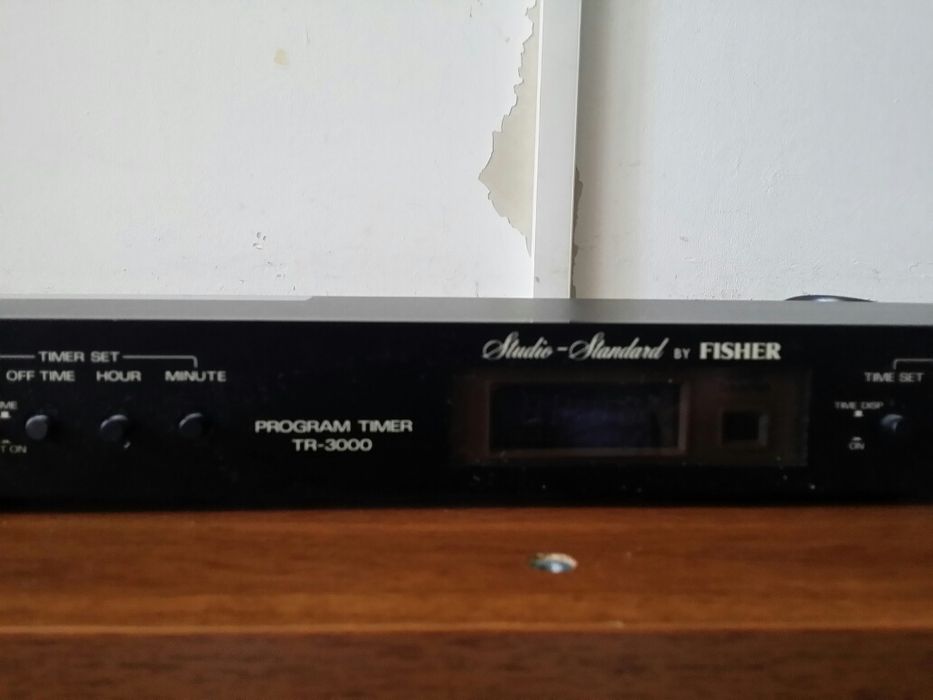 TIMER SET
OFF TIME HOUR MINUTE
PROGRAM TIMER
TR-3000
Studio-Standard BY FISHER
TIME SET
TIME DISP
ON